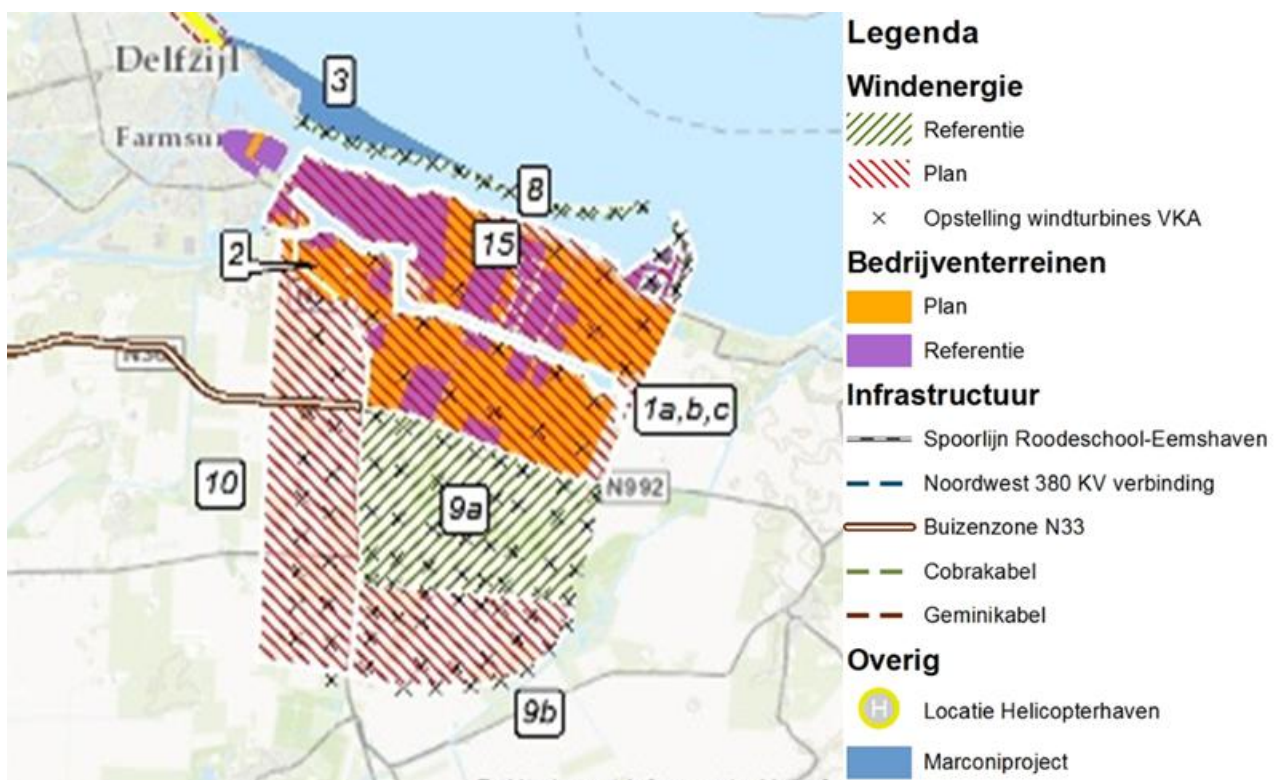 Delfzijl
Farmsu
3
8
15
2
1a,b,c
10
N992
9a
9b
Legenda
Windenergie
Referentie
Plan
Opstelling windturbines VKA
Bedrijventerreinen
Plan
Referentie
Infrastructuur
Spoorlijn Roodeschool-Eemshaven
Noordwest 380 KV verbinding
Buizenzone N33
Cobrakabel
Geminikabel
Overig
H
Locatie Helicopterhaven
Marconiproject